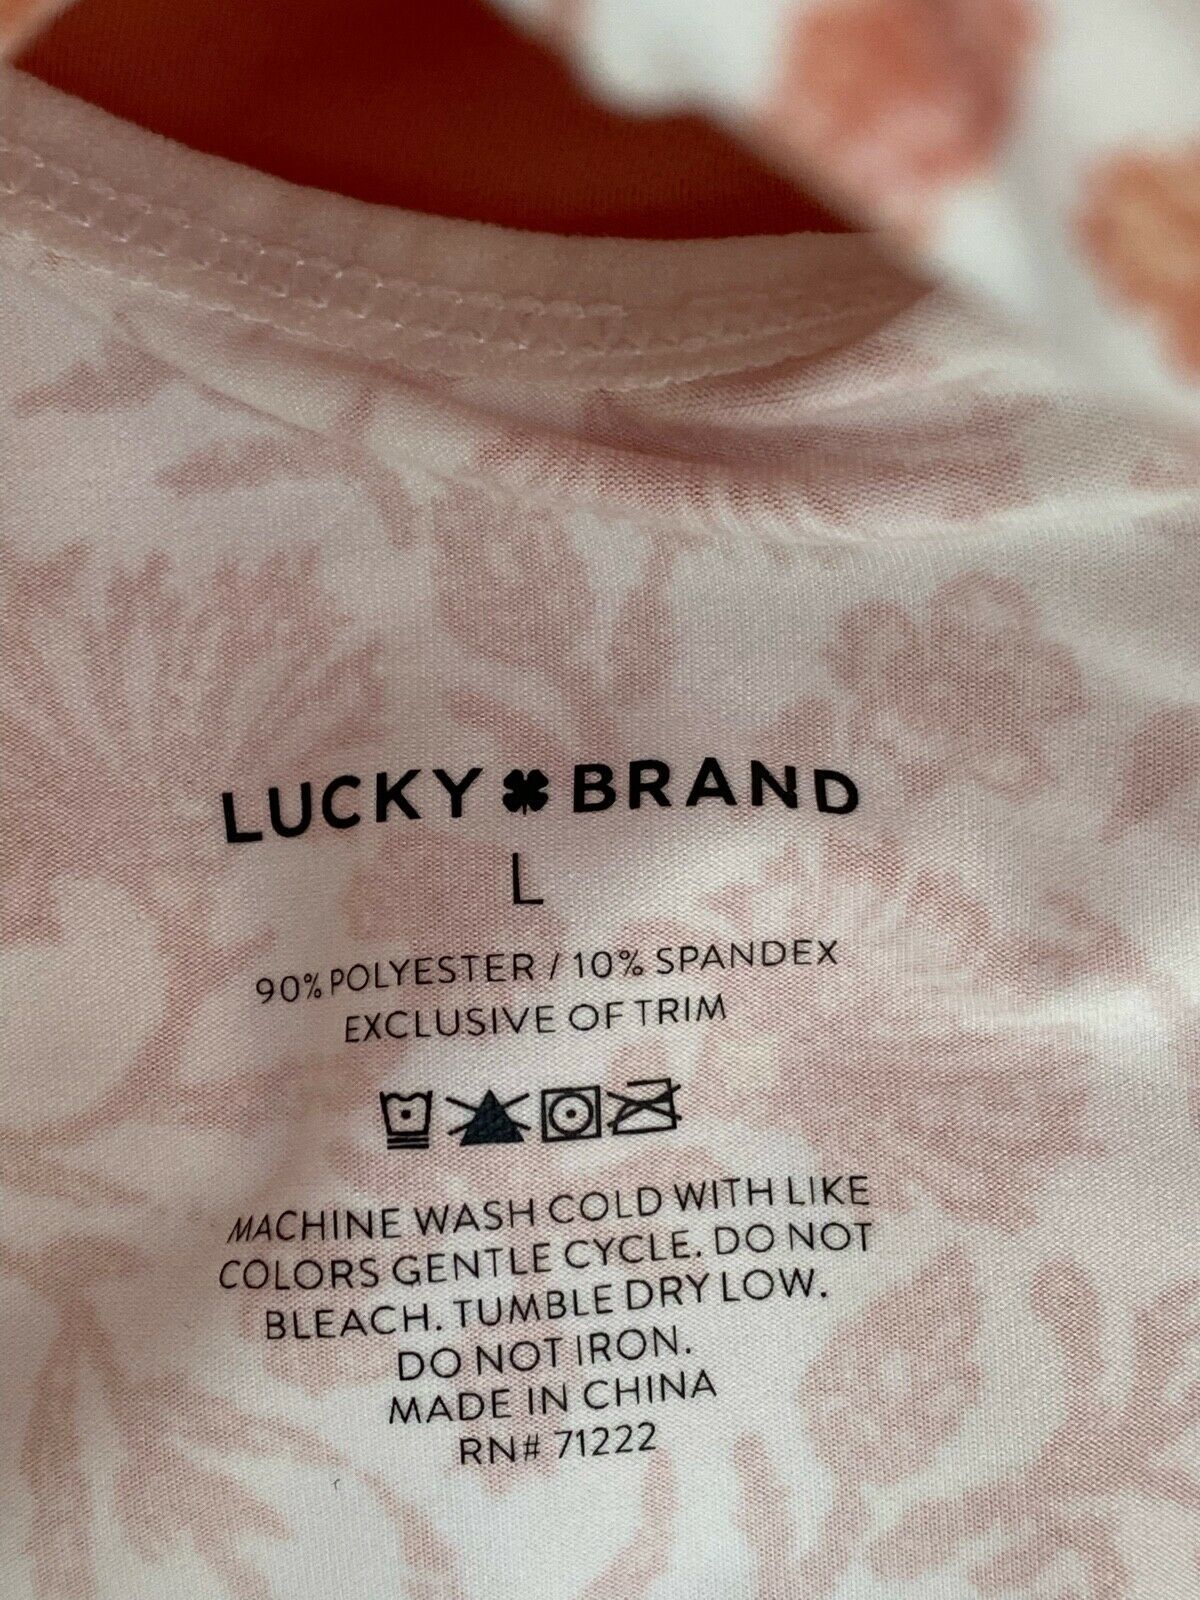 LUCKY BRAND
L
90% POLYESTER / 10% SPANDEX
EXCLUSIVE OF TRIM
MACHINE WASH COLD WITH LIKE
COLORS GENTLE CYCLE. DO NOT
BLEACH. TUMBLE DRY LOW.
DO NOT IRON.
MADE IN CHINA
RN# 71222